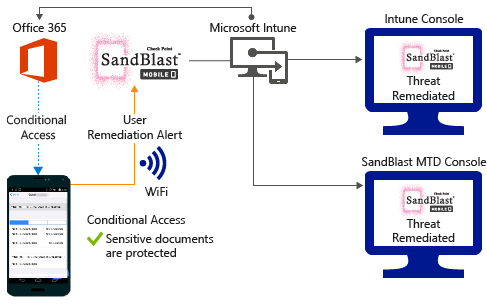 Office 365
Microsoft Intune
Intune Console
Check Point
SandBlast™
MOBILE
Check Point
SandBlast
MOBILE
Threat
Remediated
Conditional
Access
User
Remediation Alert
WiFi
SandBlast MTD Console
Check Point
SandBlast
MOBILE
Threat
Remediated
Conditional Access
Sensitive documents
are protected